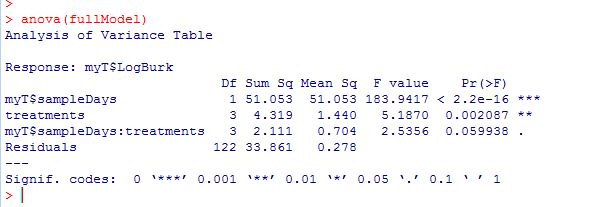 >
> anova(fullModel)
Analysis of Variance Table

Response: myT$LogBurk
                        Df Sum Sq Mean Sq  F value    Pr(>F)    
myT$sampleDays           1 51.053  51.053 183.9417 < 2.2e-16 ***
treatments               3  4.319   1.440   5.1870  0.002087 ** 
myT$sampleDays:treatments   3  2.111   0.704   2.5356  0.059938 .  
Residuals              122 33.861   0.278
---
Signif. codes:  0 ‘***’ 0.001 ‘**’ 0.01 ‘*’ 0.05 ‘.’ 0.1 ‘ ’ 1
> |